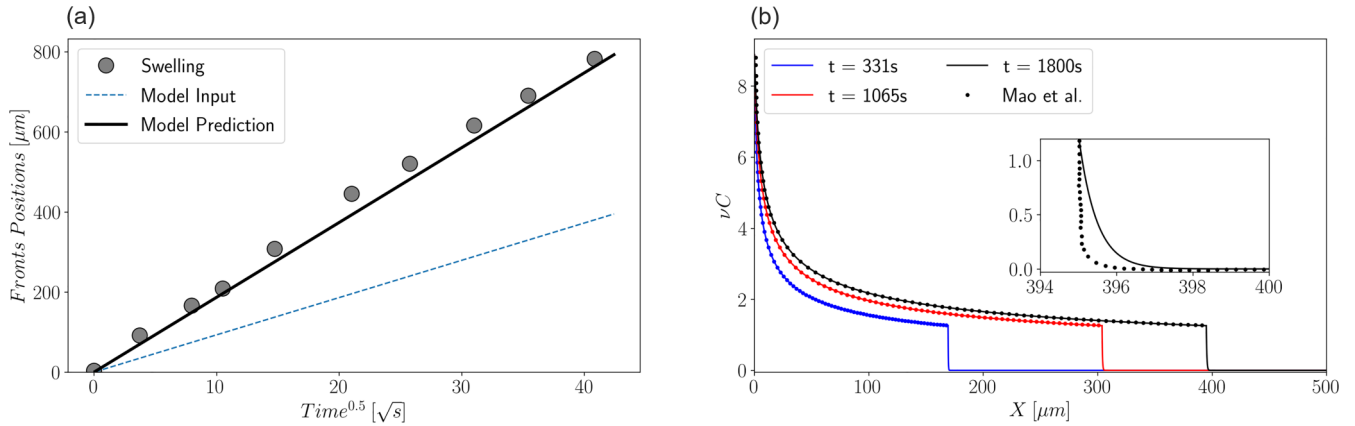 (a)
800
600
400
200
0
Fronts Positions [μm]
Swelling
Model Input
Model Prediction
0 10 20 30 40
Time^0.5 [√s]
(b)
8
6
4
2
0
νC
t = 331s
t = 1065s
t = 1800s
Mao et al.
1.0
0.5
0.0
394 396 398 400
0 100 200 300 400 500
X [μm]